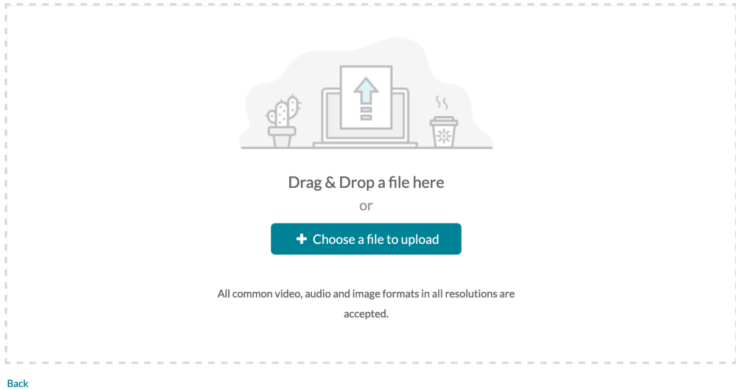 Drag & Drop a file here
or
+ Choose a file to upload
All common video, audio and image formats in all resolutions are
accepted.
Back